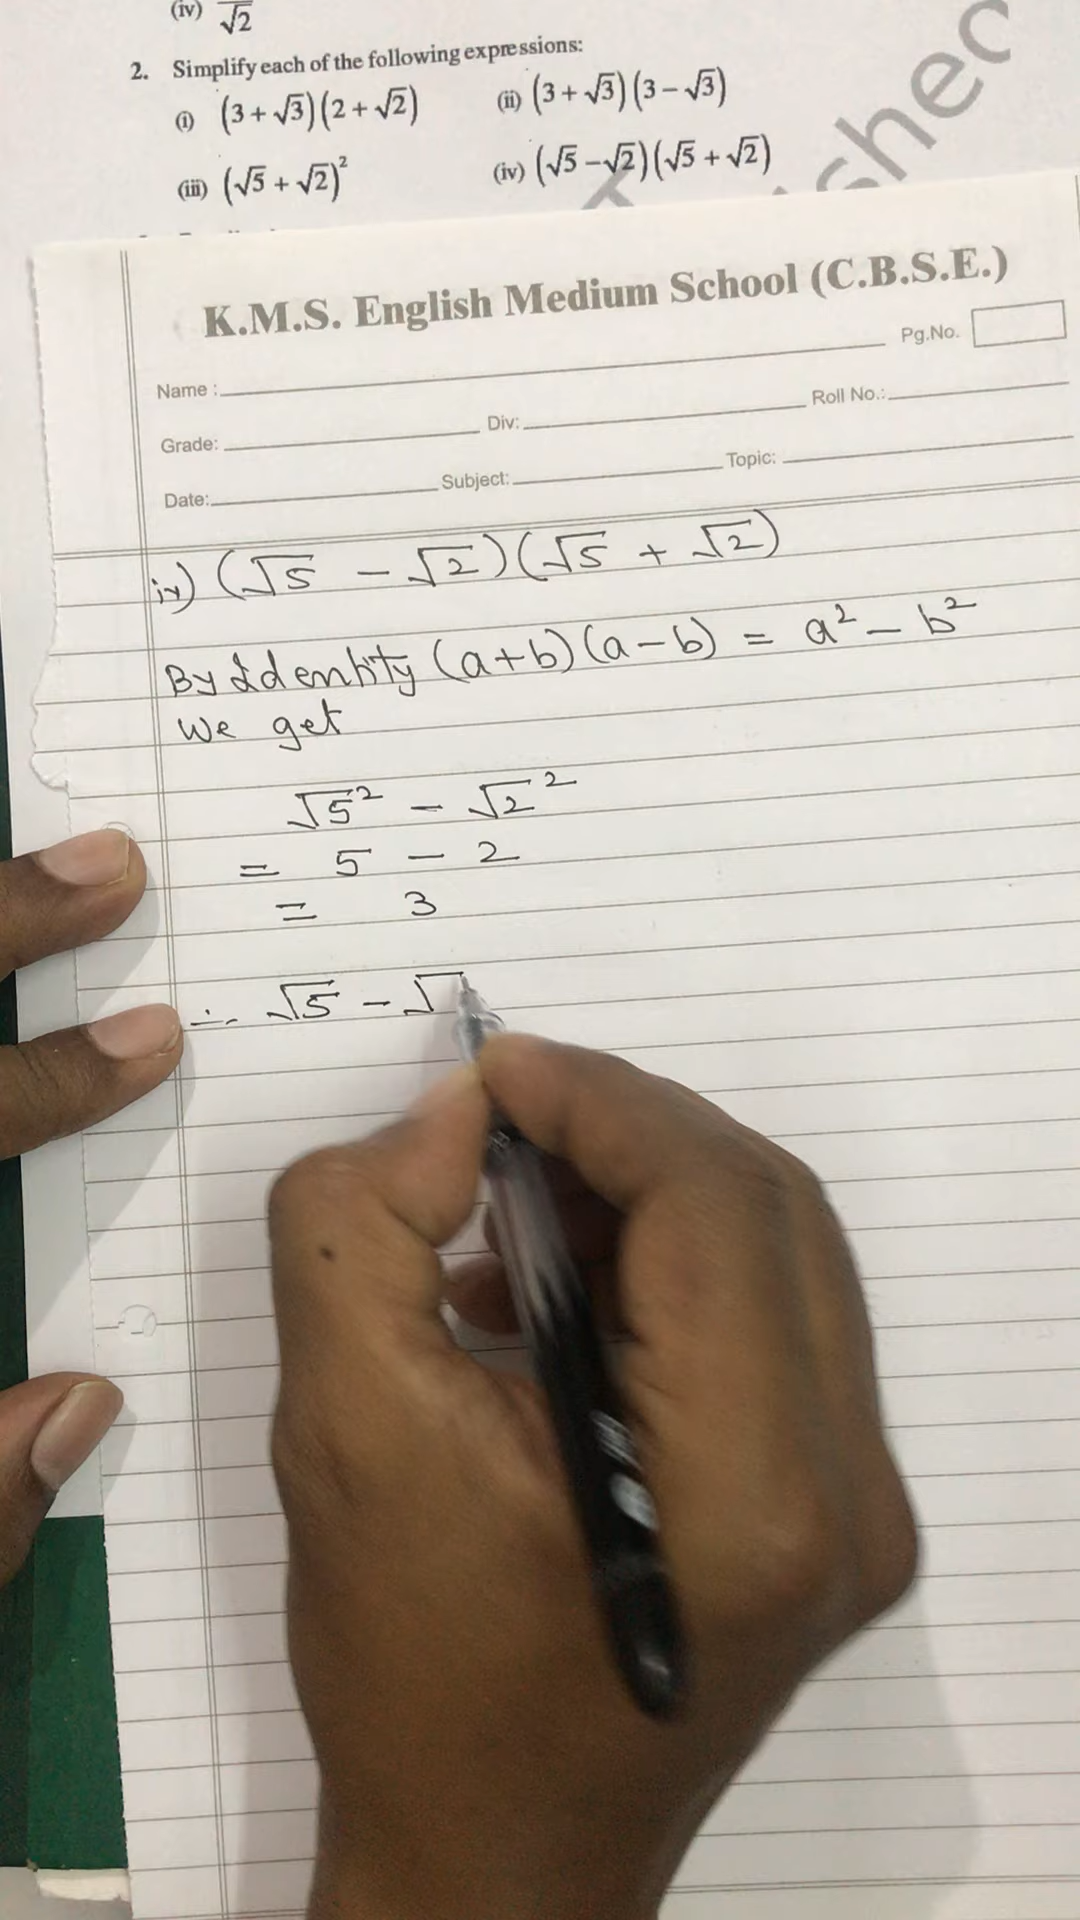 (iv) √2
2. Simplify each of the following expressions:
(i) (3 + √3)(2 + √2) (ii) (3 + √3)(3 − √3)
(iii) (√5 + √2)² (iv) (√5 − √2)(√5 + √2)
shed
K.M.S. English Medium School (C.B.S.E.)
Pg.No.
Name :
Grade: Div: Roll No.:
Date: Subject: Topic:
iv) (√5 − √2)(√5 + √2)
By Identity (a+b)(a−b) = a² − b²
We get
√5² − √2²
= 5 − 2
= 3
∴ √5 − √